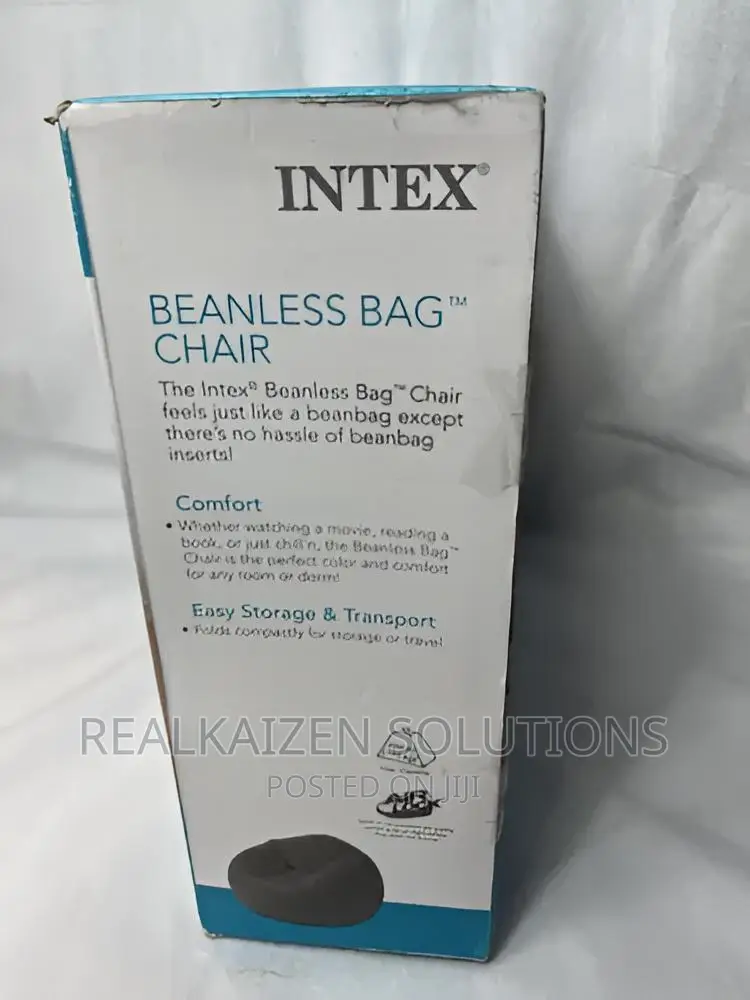 INTEX®
BEANLESS BAG™
CHAIR
The Intex® Beanless Bag™ Chair
feels just like a beanbag except
there's no hassle of beanbag
inserts!
Comfort
• Whether watching a movie, reading a
book, or just chill'n, the Beanless Bag™
Chair is the perfect color and comfort
for any room or dorm!
Easy Storage & Transport
• Folds compactly for storage or travel
REALKAIZEN SOLUTIONS
POSTED ON JIJI